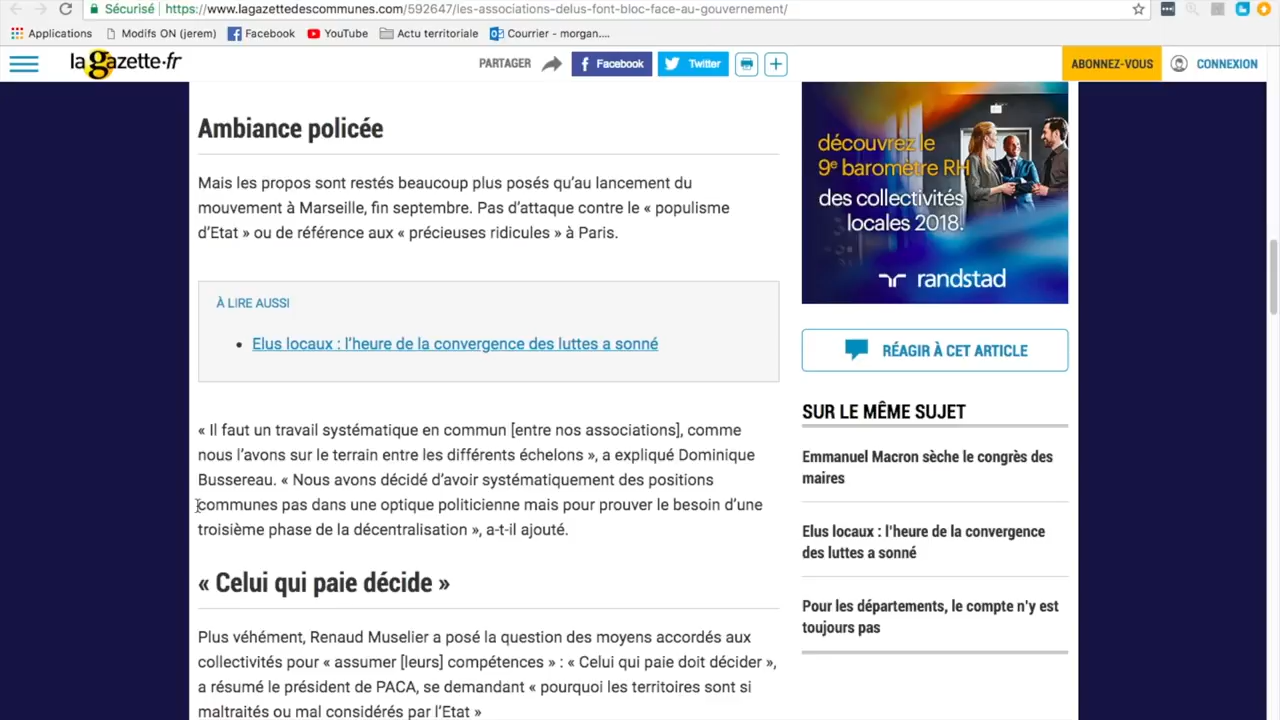 Sécurisé https://www.lagazettedescommunes.com/592647/les-associations-delus-font-bloc-face-au-gouvernement/
Applications Modifs ON (jerem) Facebook YouTube Actu territoriale Courrier - morgan....
la gazette.fr PARTAGER Facebook Twitter ABONNEZ-VOUS CONNEXION
Ambiance policée
Mais les propos sont restés beaucoup plus posés qu’au lancement du
mouvement à Marseille, fin septembre. Pas d’attaque contre le « populisme
d’Etat » ou de référence aux « précieuses ridicules » à Paris.
À LIRE AUSSI
Elus locaux : l’heure de la convergence des luttes a sonné
« Il faut un travail systématique en commun [entre nos associations], comme
nous l’avons sur le terrain entre les différents échelons », a expliqué Dominique
Bussereau. « Nous avons décidé d’avoir systématiquement des positions
communes pas dans une optique politicienne mais pour prouver le besoin d’une
troisième phase de la décentralisation », a-t-il ajouté.
« Celui qui paie décide »
Plus véhément, Renaud Muselier a posé la question des moyens accordés aux
collectivités pour « assumer [leurs] compétences » : « Celui qui paie doit décider »,
a résumé le président de PACA, se demandant « pourquoi les territoires sont si
maltraités ou mal considérés par l’Etat »
découvrez le
9e baromètre RH
des collectivités
locales 2018.
randstad
RÉAGIR À CET ARTICLE
SUR LE MÊME SUJET
Emmanuel Macron sèche le congrès des
maires
Elus locaux : l'heure de la convergence
des luttes a sonné
Pour les départements, le compte n'y est
toujours pas